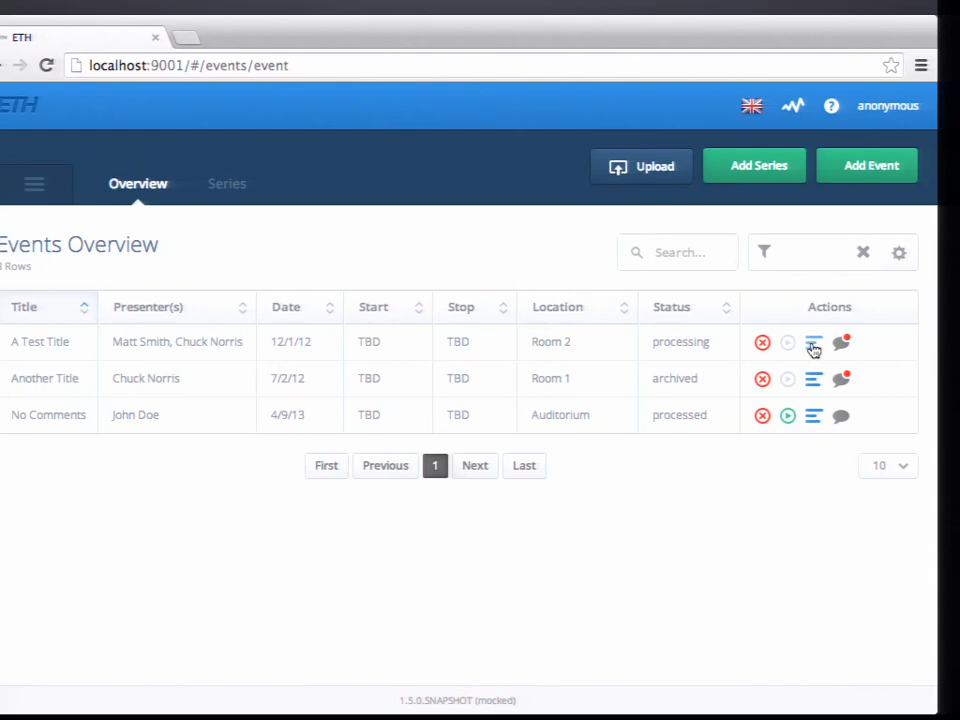 ETH
localhost:9001/#/events/event
ETH
anonymous
Overview
Series
Upload
Add Series
Add Event
Events Overview
Rows
Search...
Title Presenter(s) Date Start Stop Location Status Actions
A Test Title Matt Smith, Chuck Norris 12/1/12 TBD TBD Room 2 processing
Another Title Chuck Norris 7/2/12 TBD TBD Room 1 archived
No Comments John Doe 4/9/13 TBD TBD Auditorium processed
First Previous 1 Next Last
10
1.5.0.SNAPSHOT (mocked)